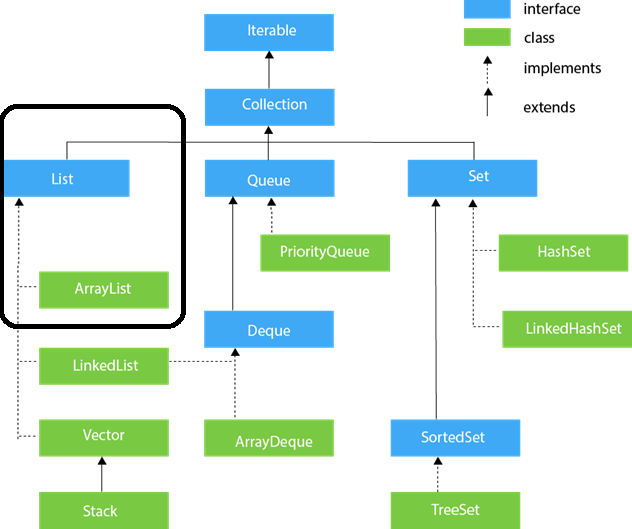 Iterable
interface
class
implements
extends
Collection
List
Queue
Set
PriorityQueue
HashSet
ArrayList
LinkedHashSet
Deque
LinkedList
Vector
ArrayDeque
SortedSet
Stack
TreeSet